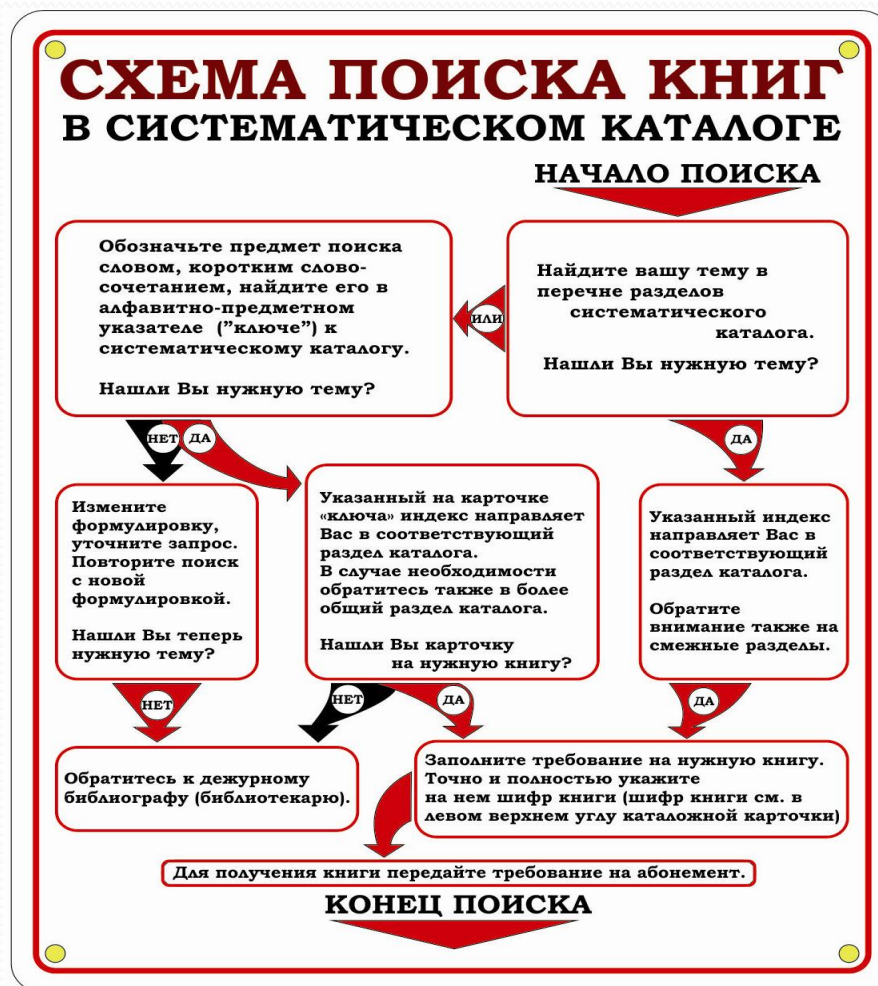 СХЕМА ПОИСКА КНИГ
В СИСТЕМАТИЧЕСКОМ КАТАЛОГЕ
НАЧАЛО ПОИСКА
Найдите вашу тему в
перечне разделов
систематического
каталога.
Нашли Вы нужную тему?
ИЛИ
Обозначьте предмет поиска
словом, коротким слово-
сочетанием, найдите его в
алфавитно-предметном
указателе ("ключе") к
систематическому каталогу.
Нашли Вы нужную тему?
НЕТ
ДА
ДА
Измените
формулировку,
уточните запрос.
Повторите поиск
с новой
формулировкой.
Нашли Вы теперь
нужную тему?
Указанный на карточке
«ключа» индекс направляет
Вас в соответствующий
раздел каталога.
В случае необходимости
обратитесь также в более
общий раздел каталога.
Нашли Вы карточку
на нужную книгу?
Указанный индекс
направляет Вас в
соответствующий
раздел каталога.
Обратите
внимание также на
смежные разделы.
НЕТ
НЕТ
ДА
ДА
Обратитесь к дежурному
библиографу (библиотекарю).
Заполните требование на нужную книгу.
Точно и полностью укажите
на нем шифр книги (шифр книги см. в
левом верхнем углу каталожной карточки)
Для получения книги передайте требование на абонемент.
КОНЕЦ ПОИСКА